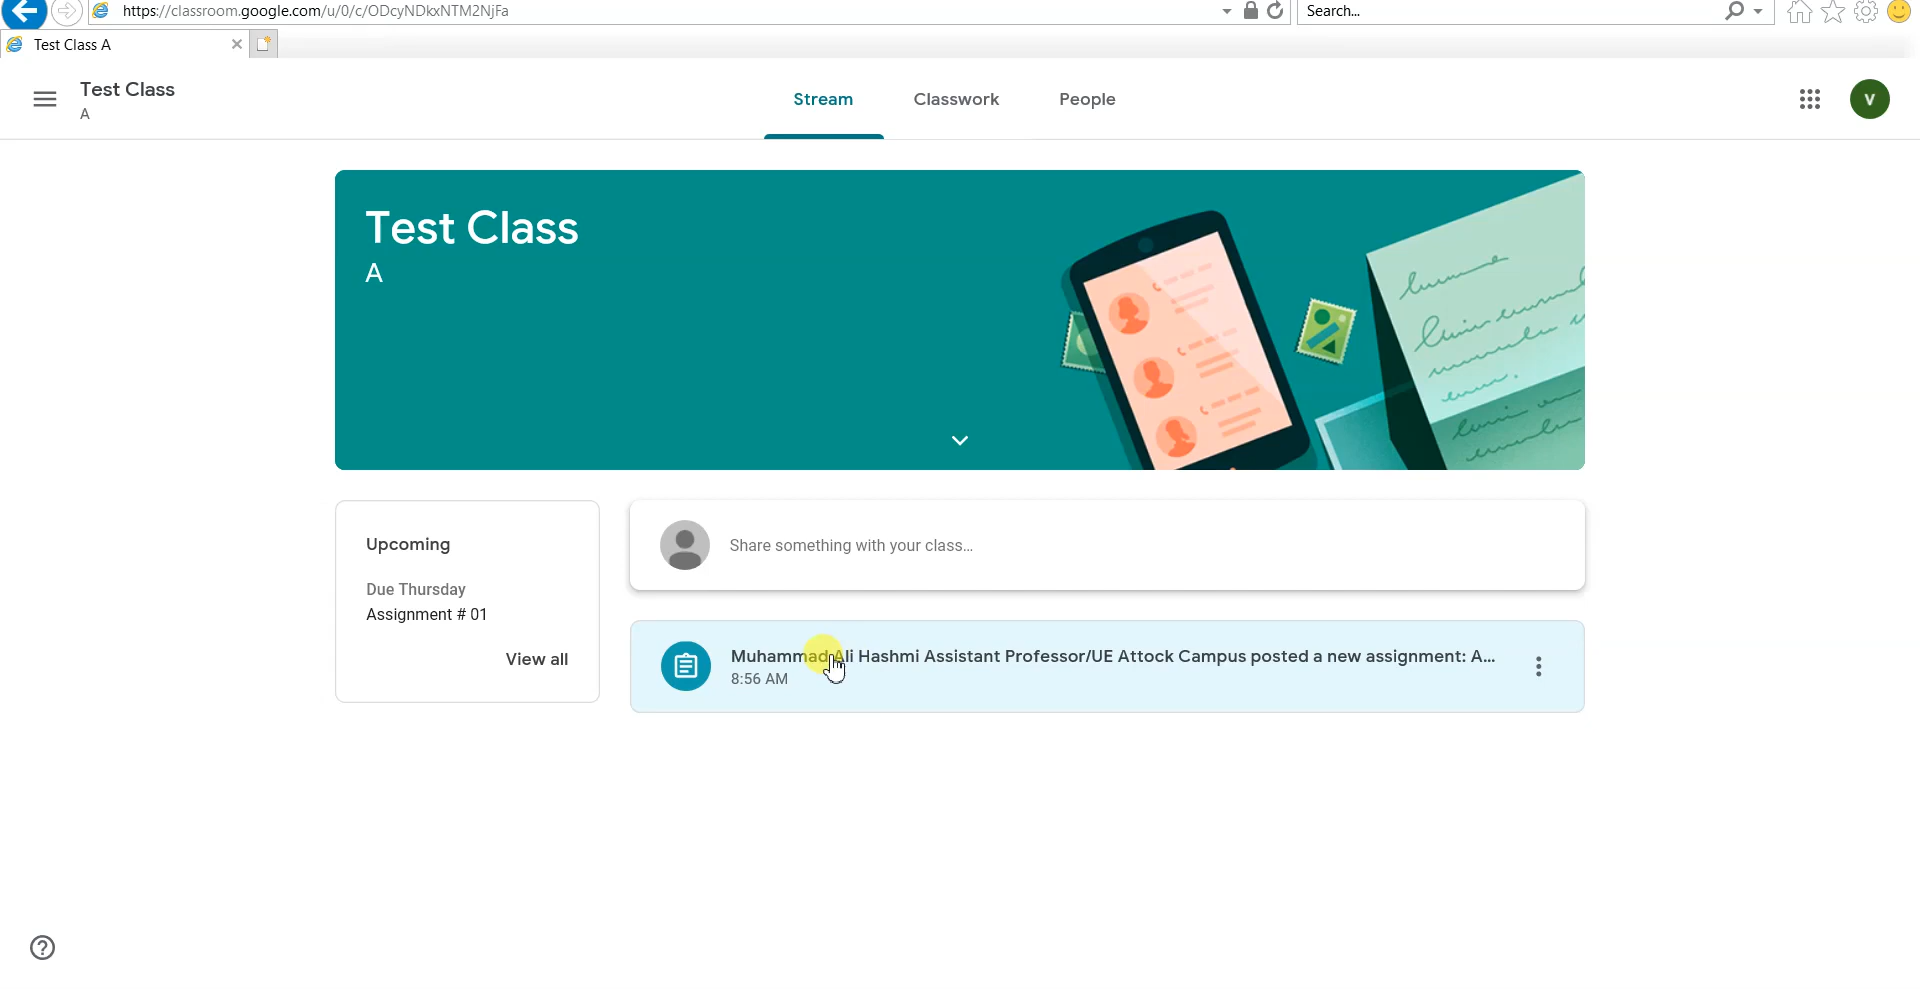 https://classroom.google.com/u/0/c/ODcyNDkxNTM2NjFa
Search...
Test Class A
Test Class
A
Stream
Classwork
People
V
Test Class
A
Upcoming
Due Thursday
Assignment # 01
View all
Share something with your class...
Muhammad Ali Hashmi Assistant Professor/UE Attock Campus posted a new assignment: A...
8:56 AM